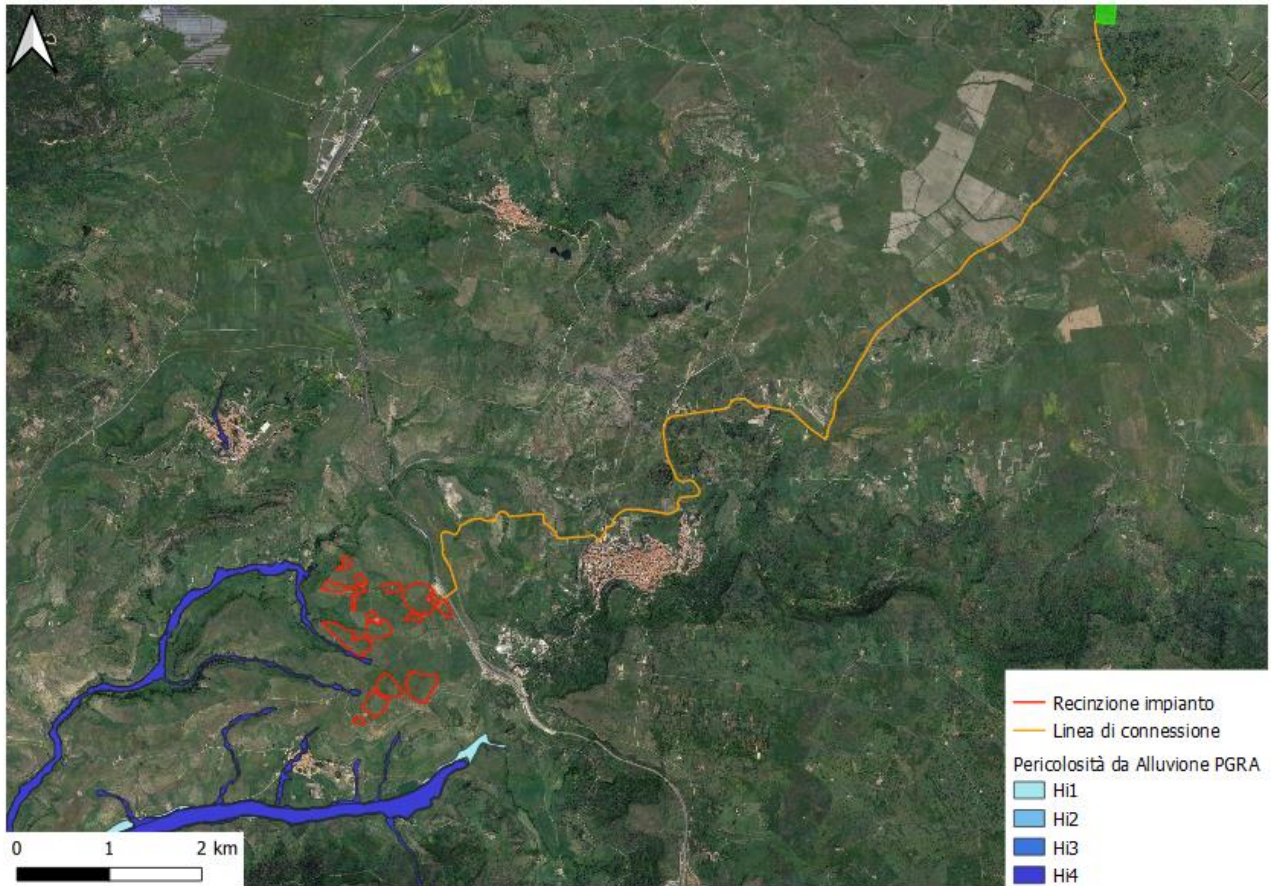 Recinzione impianto
Linea di connessione
Pericolosità da Alluvione PGRA
Hi1
Hi2
Hi3
Hi4
0 1 2 km